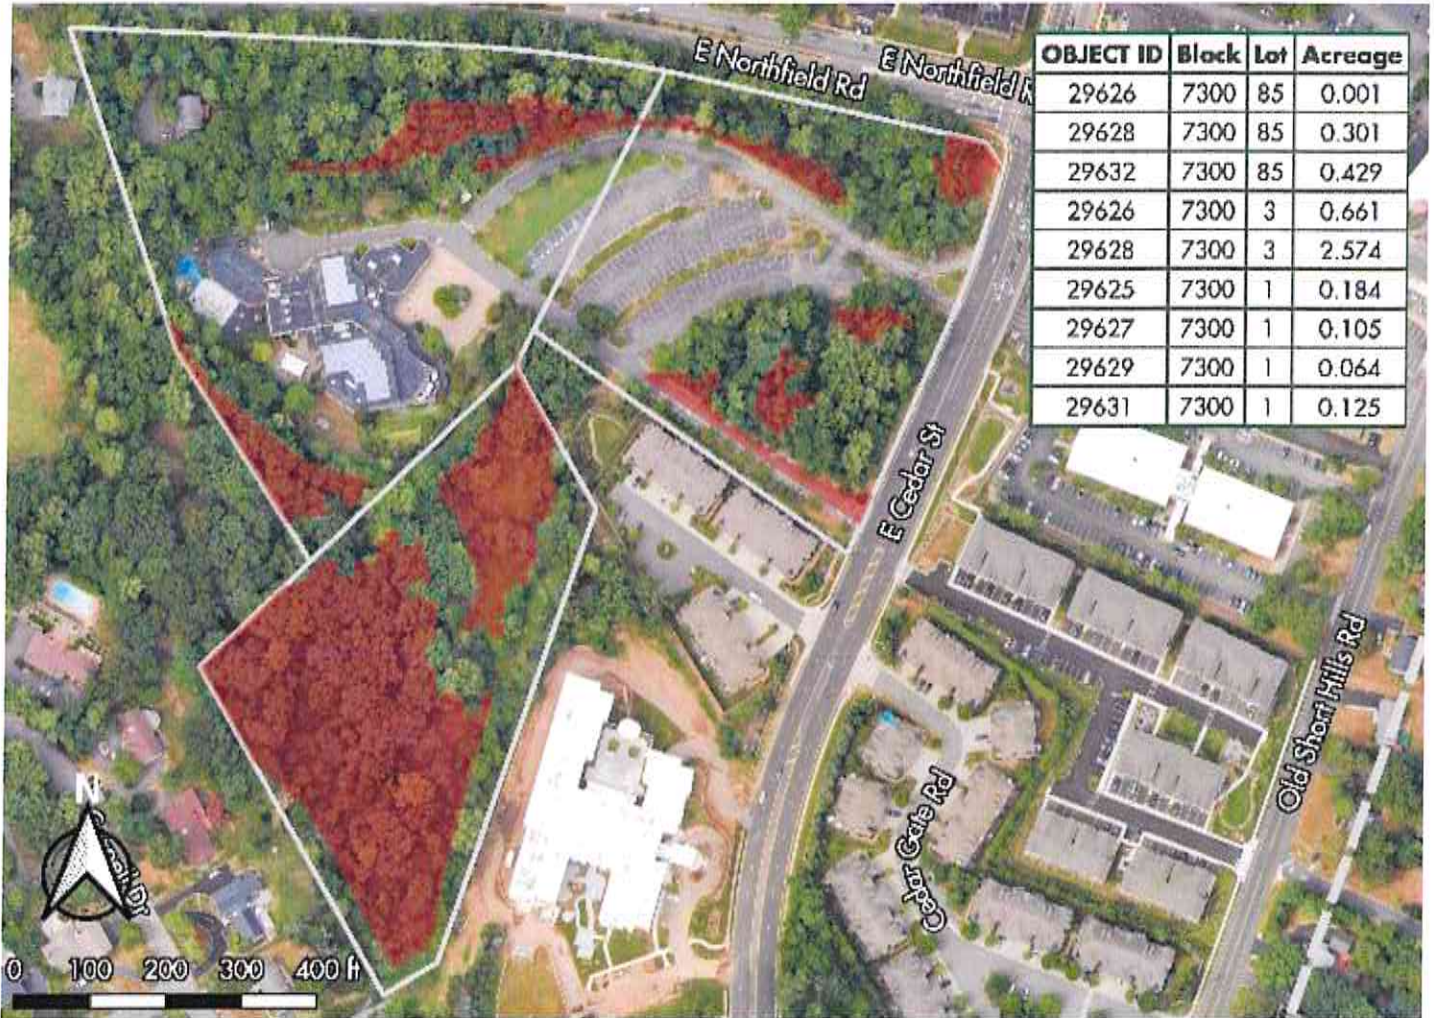 E Northfield Rd
E Northfield R
OBJECT ID Block Lot Acreage
29626 7300 85 0.001
29628 7300 85 0.301
29632 7300 85 0.429
29626 7300 3 0.661
29628 7300 3 2.574
29625 7300 1 0.184
29627 7300 1 0.105
29629 7300 1 0.064
29631 7300 1 0.125
E Cedar St
Old Short Hills Rd
Cedar Gate Rd
N
Dr
0 100 200 300 400 ft